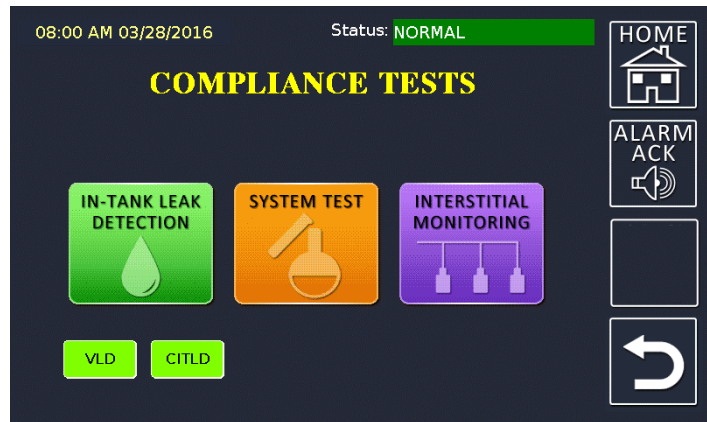 08:00 AM 03/28/2016
Status: NORMAL
HOME
COMPLIANCE TESTS
ALARM
ACK
IN-TANK LEAK
DETECTION
SYSTEM TEST
INTERSTITIAL
MONITORING
VLD
CITLD